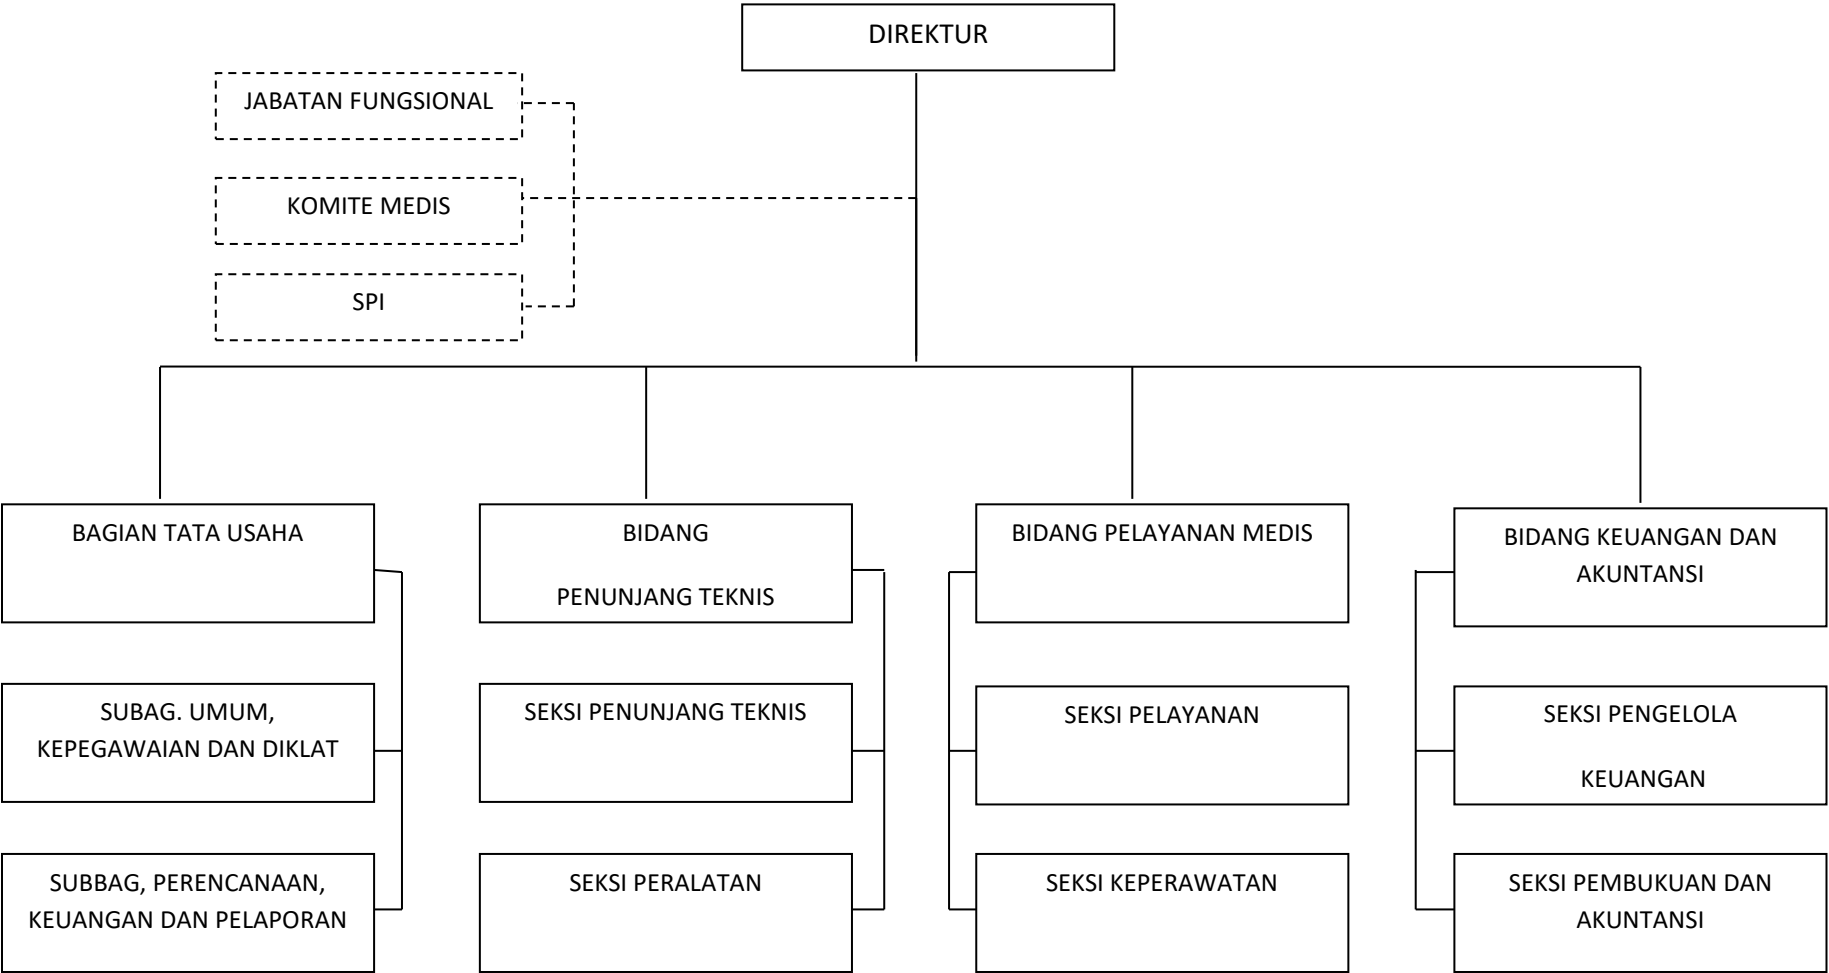 DIREKTUR
JABATAN FUNGSIONAL
KOMITE MEDIS
SPI
BAGIAN TATA USAHA
BIDANG
PENUNJANG TEKNIS
BIDANG PELAYANAN MEDIS
BIDANG KEUANGAN DAN
AKUNTANSI
SUBAG. UMUM,
KEPEGAWAIAN DAN DIKLAT
SEKSI PENUNJANG TEKNIS
SEKSI PELAYANAN
SEKSI PENGELOLA
KEUANGAN
SUBBAG, PERENCANAAN,
KEUANGAN DAN PELAPORAN
SEKSI PERALATAN
SEKSI KEPERAWATAN
SEKSI PEMBUKUAN DAN
AKUNTANSI